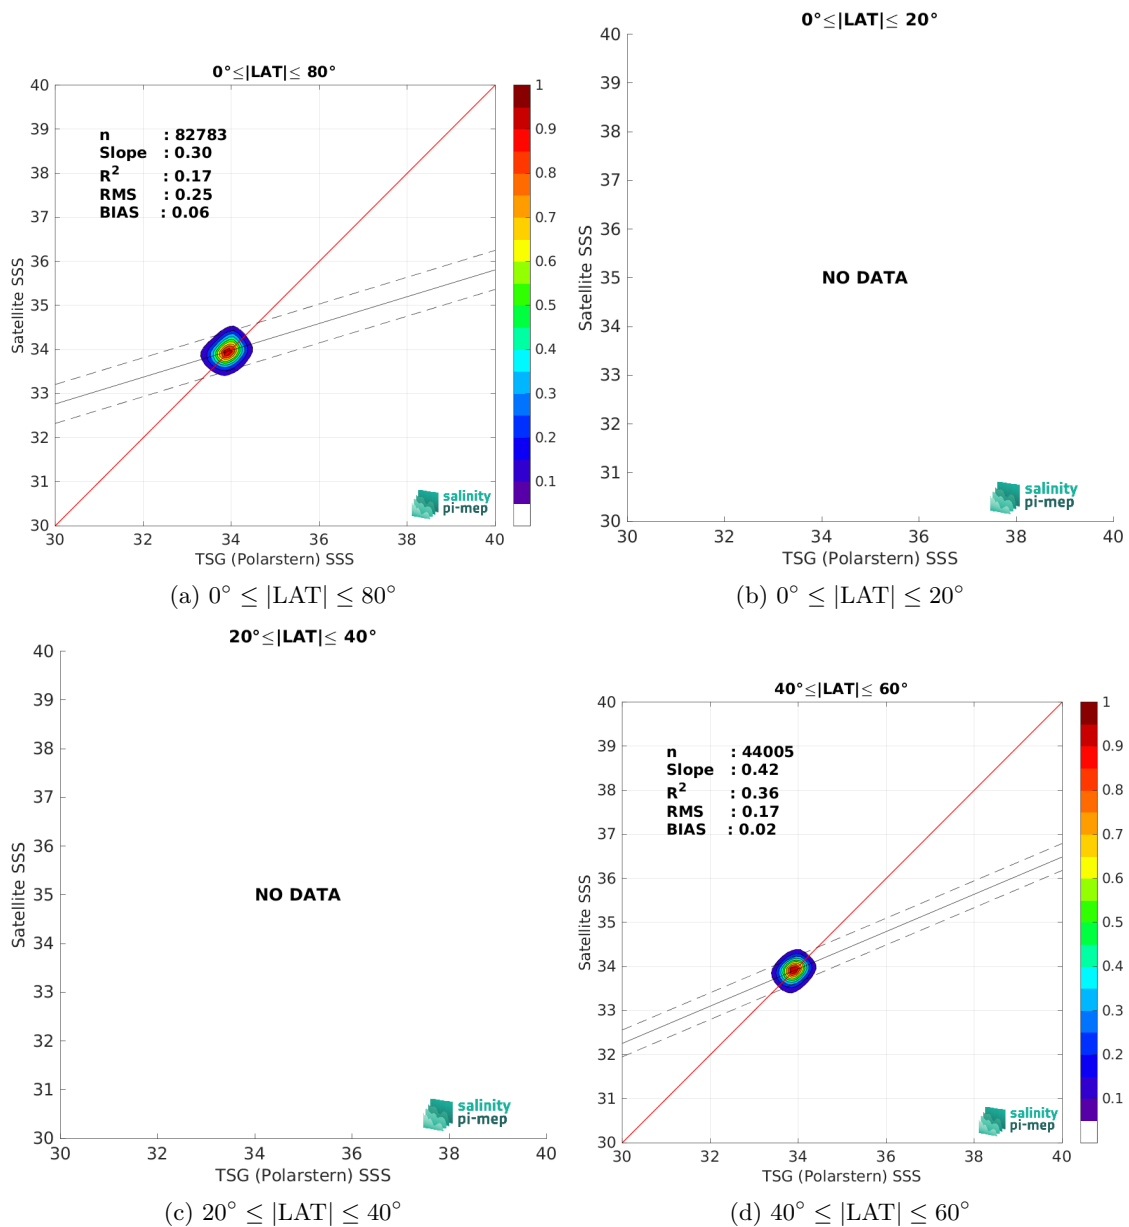 0°≤|LAT|≤ 80°
40
39
38
37
36
35
34
33
32
31
30
Satellite SSS
n : 82783
Slope : 0.30
R² : 0.17
RMS : 0.25
BIAS : 0.06
salinity
pi-mep
30 32 34 36 38 40
TSG (Polarstern) SSS
1
0.9
0.8
0.7
0.6
0.5
0.4
0.3
0.2
0.1
(a) 0° ≤ |LAT| ≤ 80°
0°≤|LAT|≤ 20°
40
39
38
37
36
35
34
33
32
31
30
Satellite SSS
NO DATA
salinity
pi-mep
30 32 34 36 38 40
TSG (Polarstern) SSS
(b) 0° ≤ |LAT| ≤ 20°
20°≤|LAT|≤ 40°
40
39
38
37
36
35
34
33
32
31
30
Satellite SSS
NO DATA
salinity
pi-mep
30 32 34 36 38 40
TSG (Polarstern) SSS
(c) 20° ≤ |LAT| ≤ 40°
40°≤|LAT|≤ 60°
40
39
38
37
36
35
34
33
32
31
30
Satellite SSS
n : 44005
Slope : 0.42
R² : 0.36
RMS : 0.17
BIAS : 0.02
salinity
pi-mep
30 32 34 36 38 40
TSG (Polarstern) SSS
1
0.9
0.8
0.7
0.6
0.5
0.4
0.3
0.2
0.1
(d) 40° ≤ |LAT| ≤ 60°